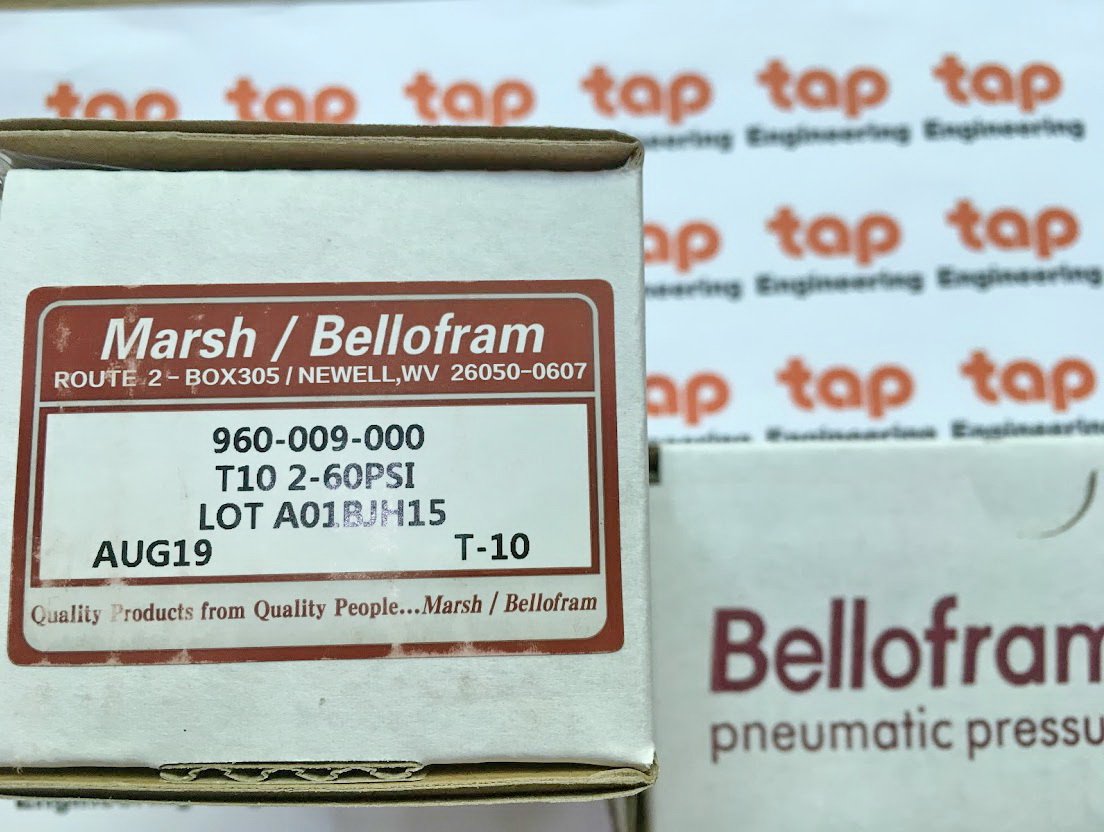 tap tap tap tap tap tap
Engineering Engineering
tap tap
Engineering Engineering
tap tap
Engineering Engineering
Marsh / Bellofram
ROUTE 2-BOX305 / NEWELL,WV 26050-0607
960-009-000
T10 2-60PSI
LOT A01BJH15
AUG19 T-10
Quality Products from Quality People...Marsh / Bellofram
Bellofram
pneumatic